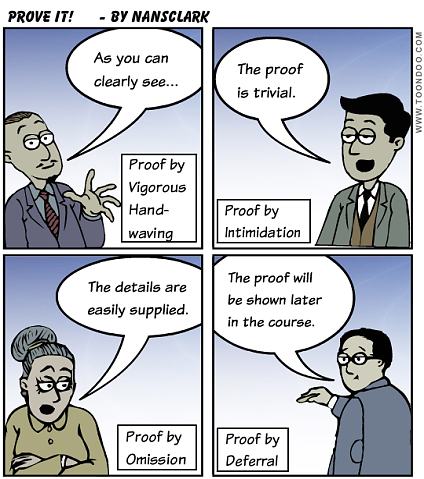 PROVE IT! - BY NANSCLARK
As you can
clearly see...
Proof by
Vigorous
Hand-
waving
The proof
is trivial.
Proof by
Intimidation
The details are
easily supplied.
Proof by
Omission
The proof will
be shown later
in the course.
Proof by
Deferral
WWW.TOONDOO.COM